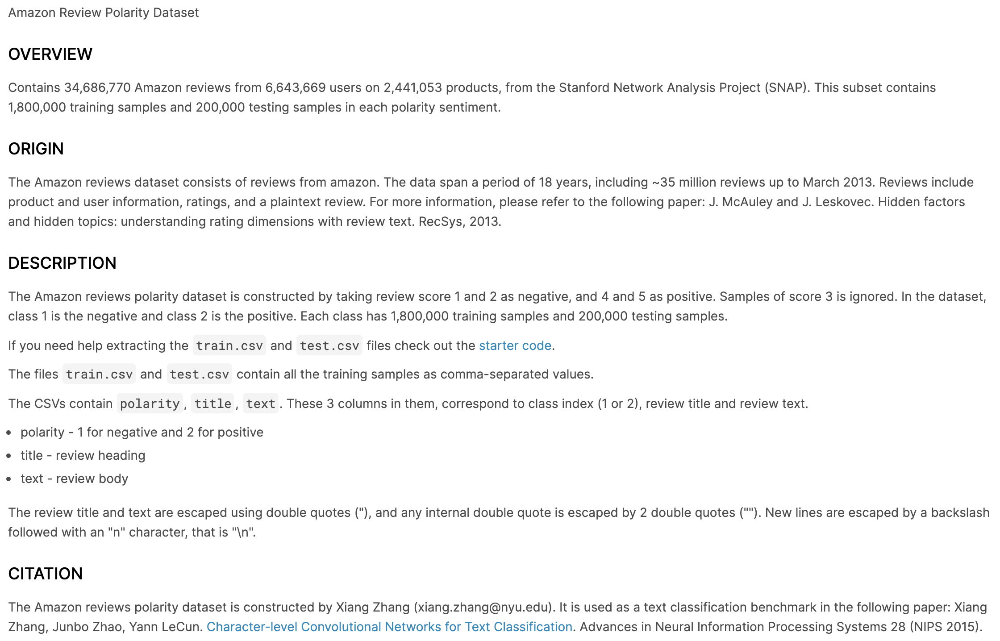 Amazon Review Polarity Dataset
OVERVIEW
Contains 34,686,770 Amazon reviews from 6,643,669 users on 2,441,053 products, from the Stanford Network Analysis Project (SNAP). This subset contains
1,800,000 training samples and 200,000 testing samples in each polarity sentiment.
ORIGIN
The Amazon reviews dataset consists of reviews from amazon. The data span a period of 18 years, including ~35 million reviews up to March 2013. Reviews include
product and user information, ratings, and a plaintext review. For more information, please refer to the following paper: J. McAuley and J. Leskovec. Hidden factors
and hidden topics: understanding rating dimensions with review text. RecSys, 2013.
DESCRIPTION
The Amazon reviews polarity dataset is constructed by taking review score 1 and 2 as negative, and 4 and 5 as positive. Samples of score 3 is ignored. In the dataset,
class 1 is the negative and class 2 is the positive. Each class has 1,800,000 training samples and 200,000 testing samples.
If you need help extracting the train.csv and test.csv files check out the starter code.
The files train.csv and test.csv contain all the training samples as comma-separated values.
The CSVs contain polarity, title, text. These 3 columns in them, correspond to class index (1 or 2), review title and review text.
• polarity - 1 for negative and 2 for positive
• title - review heading
• text - review body
The review title and text are escaped using double quotes ("), and any internal double quote is escaped by 2 double quotes (""). New lines are escaped by a backslash
followed with an "n" character, that is "\n".
CITATION
The Amazon reviews polarity dataset is constructed by Xiang Zhang (xiang.zhang@nyu.edu). It is used as a text classification benchmark in the following paper: Xiang
Zhang, Junbo Zhao, Yann LeCun. Character-level Convolutional Networks for Text Classification. Advances in Neural Information Processing Systems 28 (NIPS 2015).